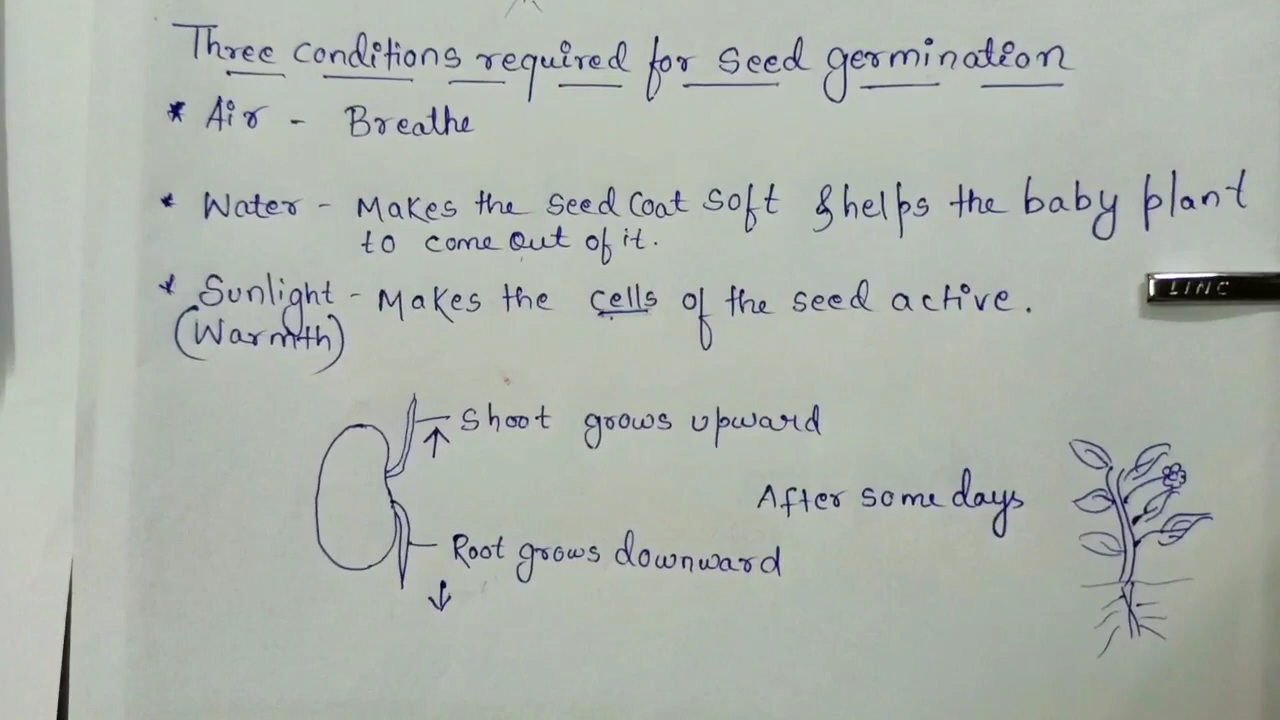 Three conditions required for seed germination
* Air - Breathe
* Water - Makes the seed coat soft & helps the baby plant
to come out of it.
* Sunlight - Makes the cells of the seed active.
(Warmth)
LINC
Shoot grows upward
After some days
Root grows downward